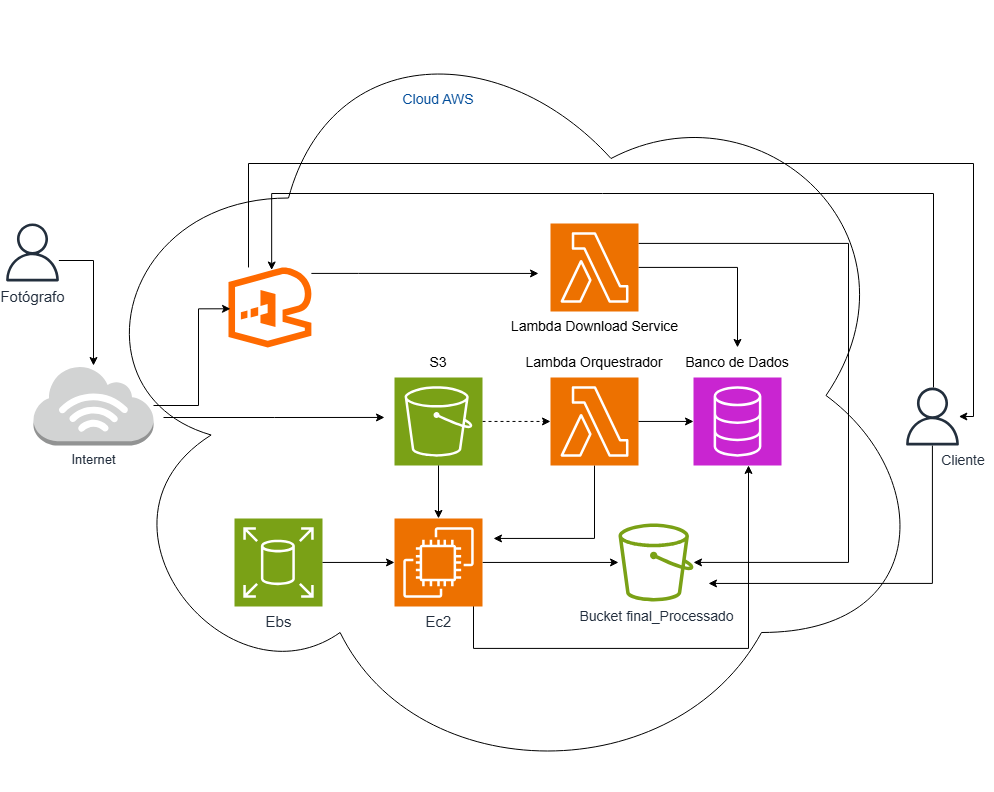 Cloud AWS
Fotógrafo
Lambda Download Service
S3
Lambda Orquestrador
Banco de Dados
Internet
Cliente
Ebs
Ec2
Bucket final_Processado